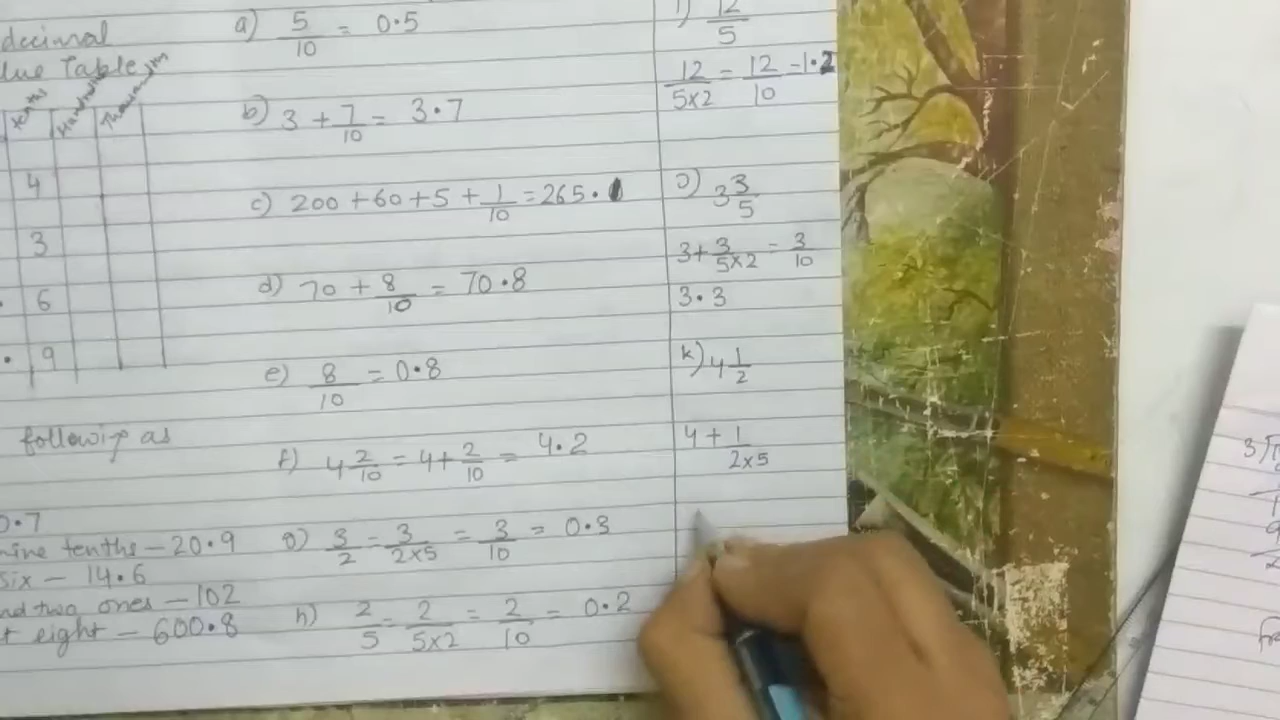 decimal
lue Table
tenths
4
3
6
9
following as
0.7
nine tenths - 20.9
six - 14.6
nd two ones - 102
t eight - 600.8
a) 5/10 = 0.5
b) 3 + 7/10 = 3.7
c) 200 + 60 + 5 + 1/10 = 265.1
d) 70 + 8/10 = 70.8
e) 8/10 = 0.8
f) 4 2/10 = 4 + 2/10 = 4.2
g) 3/2 = 3/2×5 = 3/10 = 0.3
h) 2/5 = 2/5×2 = 2/10 = 0.2
i) 12/5
12/5×2 = 12/10 = 1.2
j) 3 3/5
3 + 3/5×2 = 3/10
3.3
k) 4 1/2
4 + 1/2×5